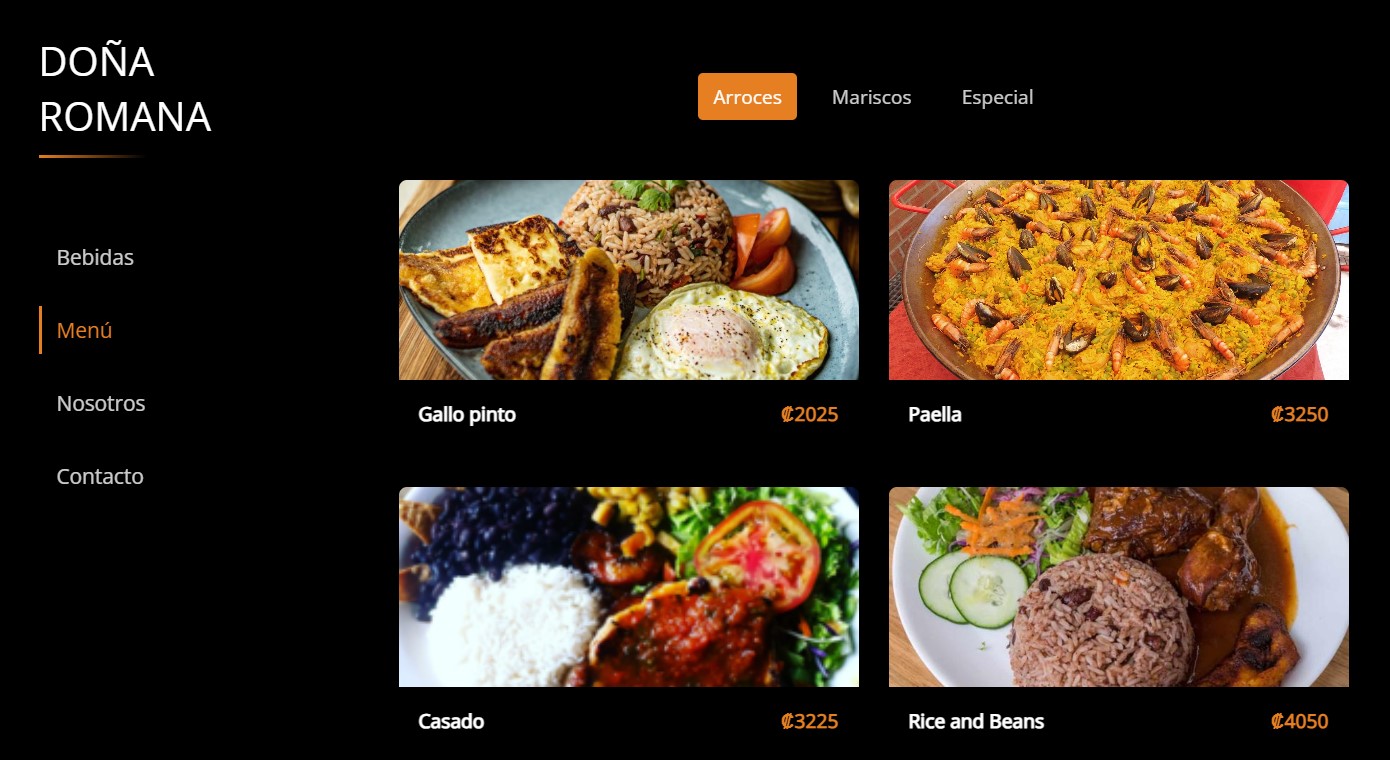 DOÑA
ROMANA
Bebidas
Menú
Nosotros
Contacto
Arroces Mariscos Especial
Gallo pinto ₡2025
Paella ₡3250
Casado ₡3225
Rice and Beans ₡4050